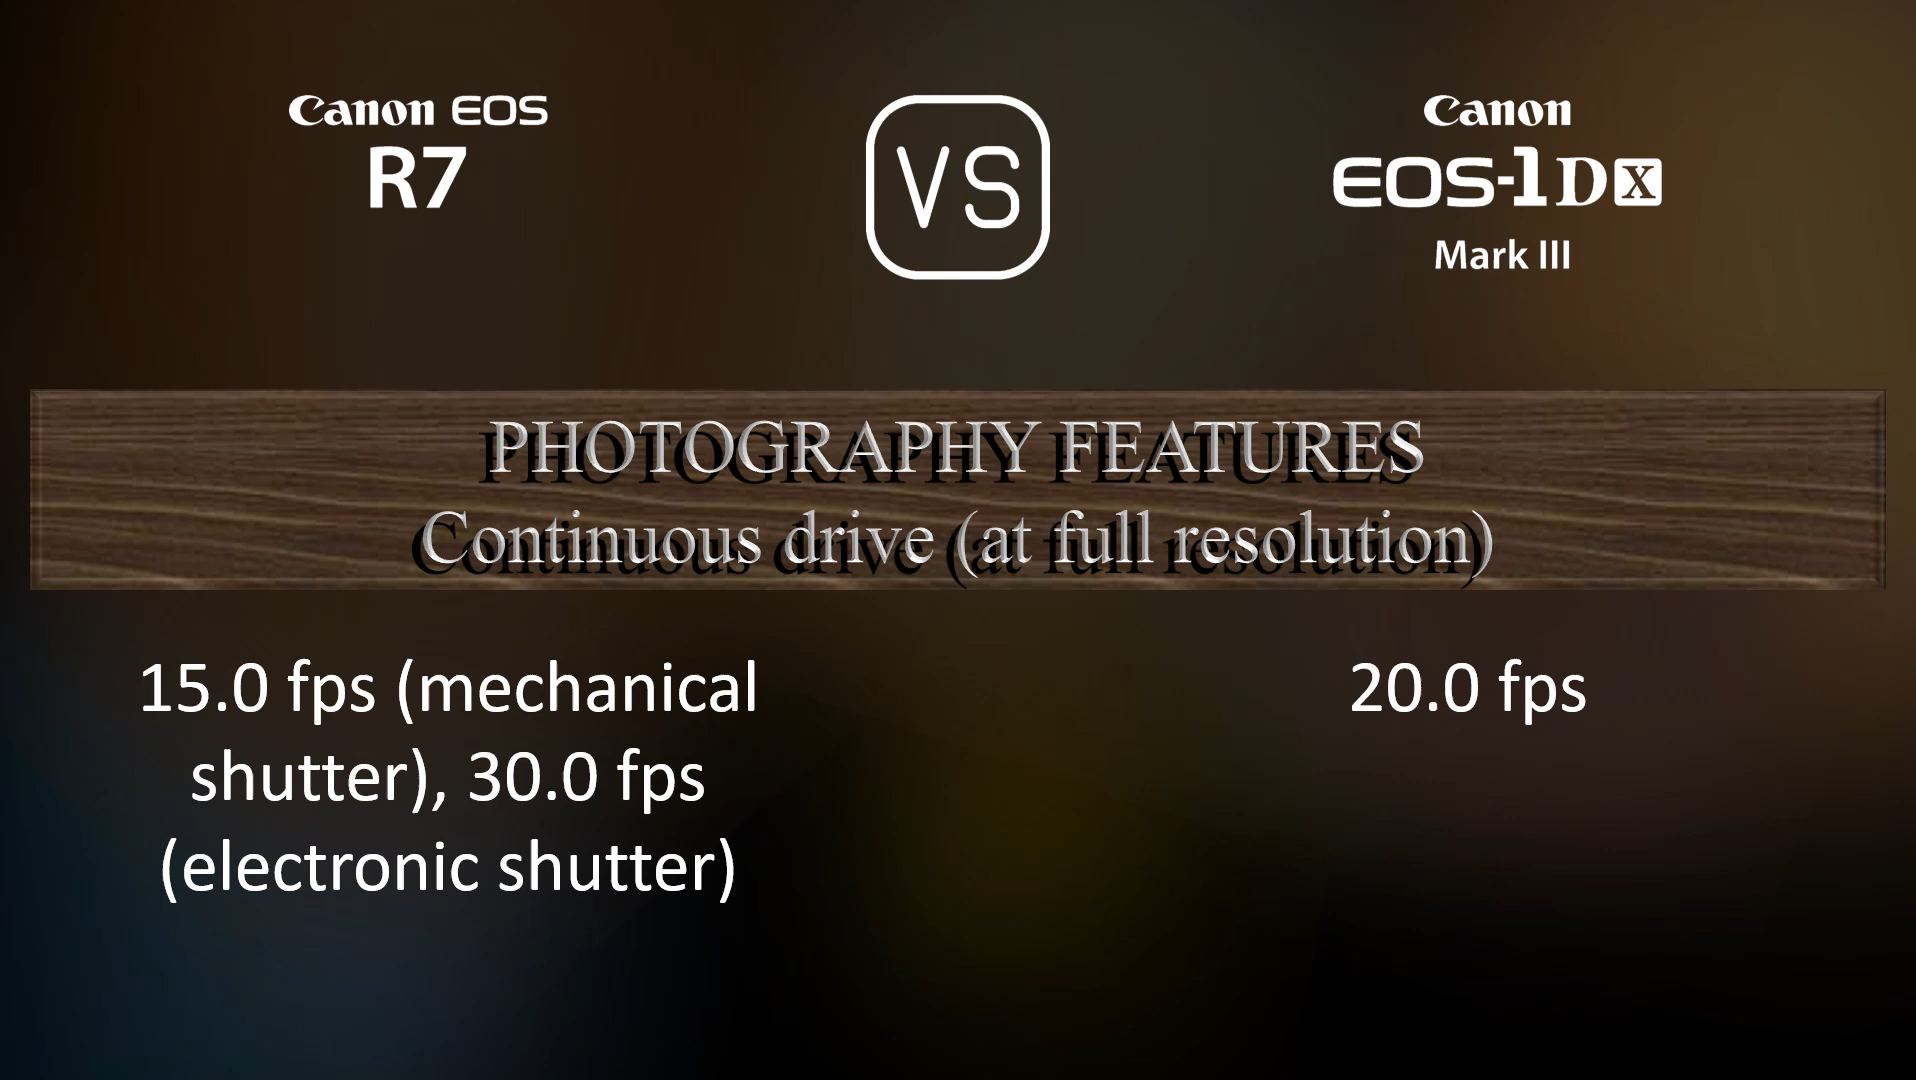 Canon EOS
R7
VS
Canon
EOS-1DX
Mark III
PHOTOGRAPHY FEATURES
Continuous drive (at full resolution)
15.0 fps (mechanical
shutter), 30.0 fps
(electronic shutter)
20.0 fps